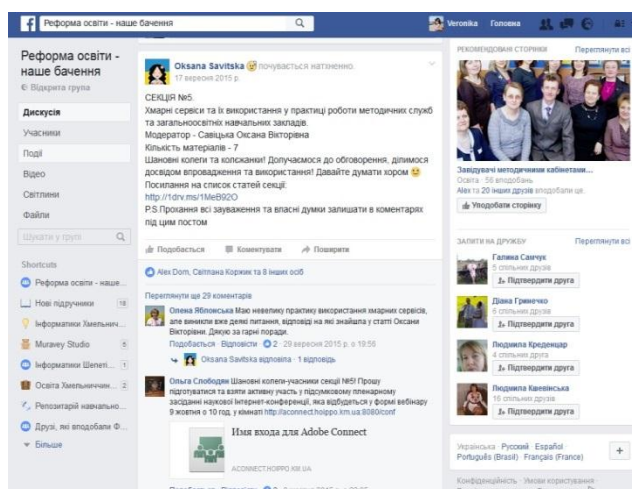 Реформа освіти - наше бачення
Veronika Головна
Реформа освіти -
наше бачення
Відкрита група
Дискусія
Учасники
Події
Відео
Світлини
Файли
Шукати у групі
Shortcuts
Реформа освіти - наше...
Нові підручники 18
Інформатики Хмельнич...
Muravey Studio 6
Інформатики Шепеті... 1
Освіта Хмельниччин... 2
Репозитарій навчально...
Друзі, які вподобали Ф...
Більше
Oksana Savitska почувається натхненно.
17 вересня 2015 р.
СЕКЦІЯ №5.
Хмарні сервіси та їх використання у практиці роботи методичних служб
та загальноосвітніх навчальних закладів.
Модератор - Савіцька Оксана Вікторівна
Кількість матеріалів - 7
Шановні колеги та колєжанки! Долучаємося до обговорення, ділимося
досвідом впровадження та використання! Давайте думати хором
Посилання на список статей секції:
http://1drv.ms/1MeB92O
P.S.Прохання всі зауваження та власні думки залишати в коментарях
під цим постом
Подобається Коментувати Поширити
Alex Dom, Світлана Коржик та 8 інших осіб
Переглянути ще 29 коментарів
Олена Яблонська Маю невелику практику використання хмарних сервісів,
але виникли вже деякі питання, відповіді на які знайшла у статті Оксани
Вікторівни. Дякую за гарні поради.
Подобається · Відповісти · 2 · 29 вересня 2015 р. о 19:56
Oksana Savitska відповіла · 1 відповідь
Ольга Слободян Шановні колеги-учасники секції №5! Прошу
підготуватися та взяти активну участь у підсумковому пленарному
засіданні наукової Інтернет-конференції, яка відбудеться у формі вебінару
9 жовтня о 10 год. у кімнаті http://aconnect.hoippo.km.ua:8080/conf
Имя входа для Adobe Connect
ACONNECT.HOIPPO.KM.UA
РЕКОМЕНДОВАНІ СТОРІНКИ Переглянути всі
Завідувачі методичними кабінетами...
Освіта · 56 вподобань
Alex та 20 інших друзів вподобали це.
Уподобати сторінку
ЗАПИТИ НА ДРУЖБУ Переглянути всі
Галина Самчук
5 спільних друзів
Підтвердити друга
Діана Гринечко
6 спільних друзів
Підтвердити друга
Людмила Креденцар
4 спільних друга
Підтвердити друга
Людмила Квевінська
16 спільних друзів
Підтвердити друга
Українська · Русский · Español ·
Português (Brasil) · Français (France)
Конфіденційність · Умови користування ·